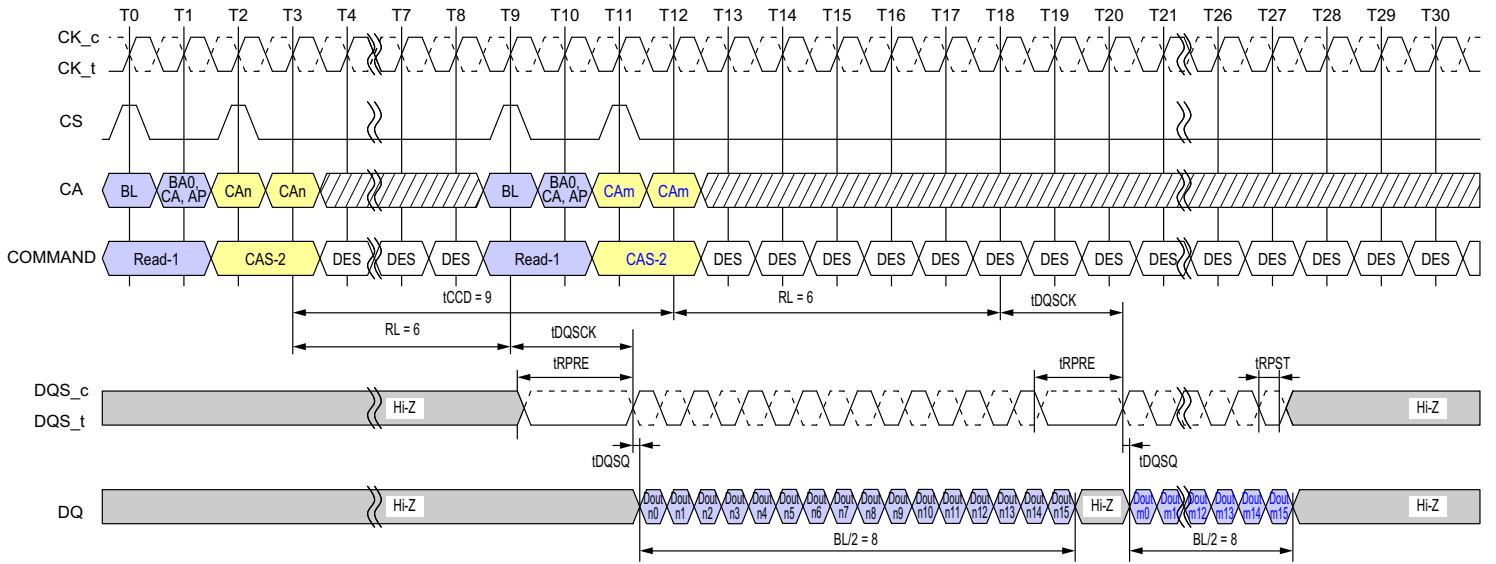 T0 T1 T2 T3 T4 T7 T8 T9 T10 T11 T12 T13 T14 T15 T16 T17 T18 T19 T20 T21 T26 T27 T28 T29 T30
CK_c
CK_t
CS
CA BL BA0, CA, AP CAn CAn BL BA0, CA, AP CAm CAm
COMMAND Read-1 CAS-2 DES DES DES Read-1 CAS-2 DES DES DES DES DES DES DES DES DES DES DES DES DES DES
tCCD = 9 RL = 6 tDQSCK
RL = 6 tDQSCK
tRPRE tRPRE tRPST
DQS_c
DQS_t
Hi-Z Hi-Z
tDQSQ tDQSQ
DQ Hi-Z Dout n0 Dout n1 Dout n2 Dout n3 Dout n4 Dout n5 Dout n6 Dout n7 Dout n8 Dout n9 Dout n10 Dout n11 Dout n12 Dout n13 Dout n14 Dout n15 Hi-Z Dout m0 Dout m1 Dout m12 Dout m13 Dout m14 Dout m15 Hi-Z
BL/2 = 8 BL/2 = 8